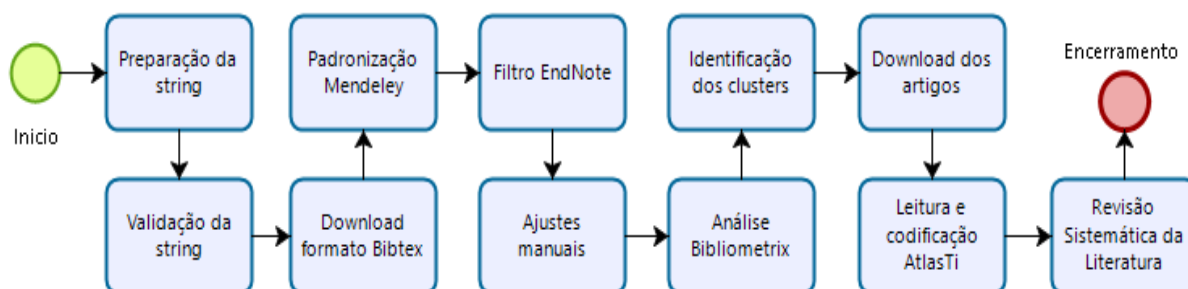 Inicio
Preparação da
string
Validação da
string
Download
formato Bibtex
Padronização
Mendeley
Filtro EndNote
Ajustes
manuais
Análise
Bibliometrix
Identificação
dos clusters
Download dos
artigos
Leitura e
codificação
AtlasTi
Revisão
Sistemática da
Literatura
Encerramento